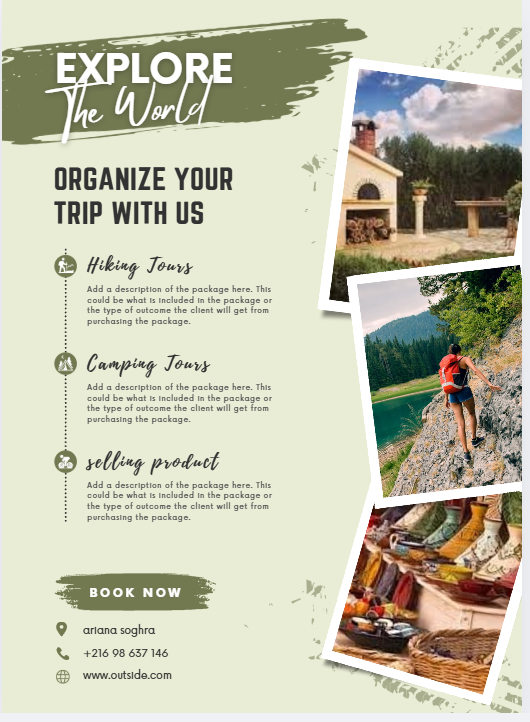 EXPLORE
The World
ORGANIZE YOUR
TRIP WITH US
Hiking Tours
Add a description of the package here. This
could be what is included in the package or
the type of outcome the client will get from
purchasing the package.
Camping Tours
Add a description of the package here. This
could be what is included in the package or
the type of outcome the client will get from
purchasing the package.
selling product
Add a description of the package here. This
could be what is included in the package or
the type of outcome the client will get from
purchasing the package.
BOOK NOW
ariana soghra
+216 98 637 146
www.outside.com